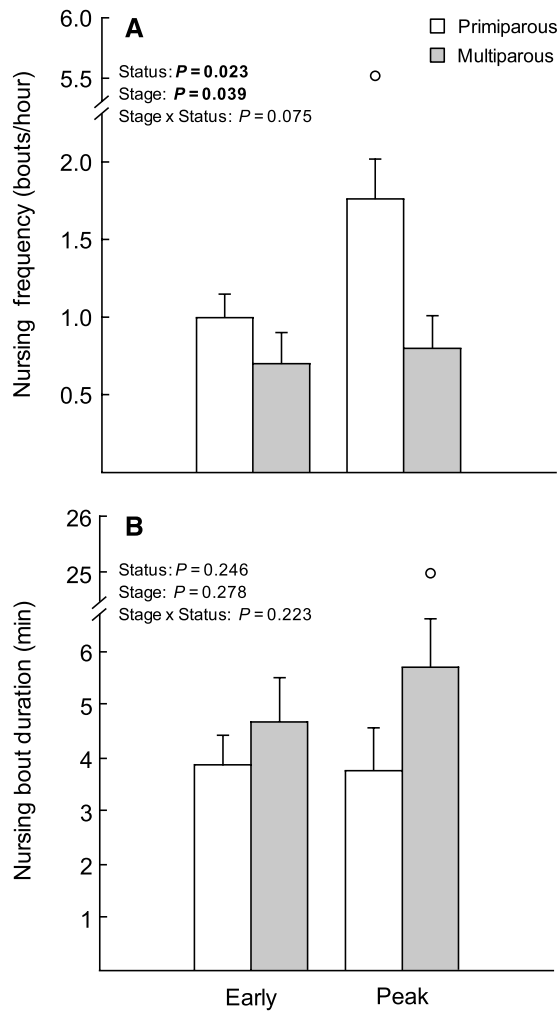 A
Primiparous
Multiparous
Status: P = 0.023
Stage: P = 0.039
Stage x Status: P = 0.075
Nursing frequency (bouts/hour)
6.0
5.5
2.0
1.5
1.0
0.5
B
Status: P = 0.246
Stage: P = 0.278
Stage x Status: P = 0.223
Nursing bout duration (min)
26
25
6
5
4
3
2
1
Early Peak